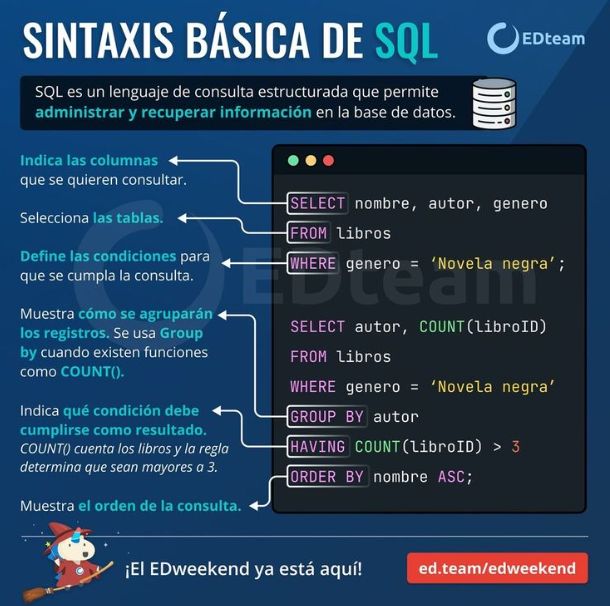 SINTAXIS BÁSICA DE SQL
EDteam
SQL es un lenguaje de consulta estructurada que permite
administrar y recuperar información en la base de datos.
Indica las columnas
que se quieren consultar.
Selecciona las tablas.
Define las condiciones para
que se cumpla la consulta.
Muestra cómo se agruparán
los registros. Se usa Group
by cuando existen funciones
como COUNT().
Indica qué condición debe
cumplirse como resultado.
COUNT() cuenta los libros y la regla
determina que sean mayores a 3.
Muestra el orden de la consulta.
SELECT nombre, autor, genero
FROM libros
WHERE genero = ‘Novela negra’;
EDteam
SELECT autor, COUNT(libroID)
FROM libros
WHERE genero = ‘Novela negra’
GROUP BY autor
HAVING COUNT(libroID) > 3
ORDER BY nombre ASC;
¡El EDweekend ya está aquí!
ed.team/edweekend